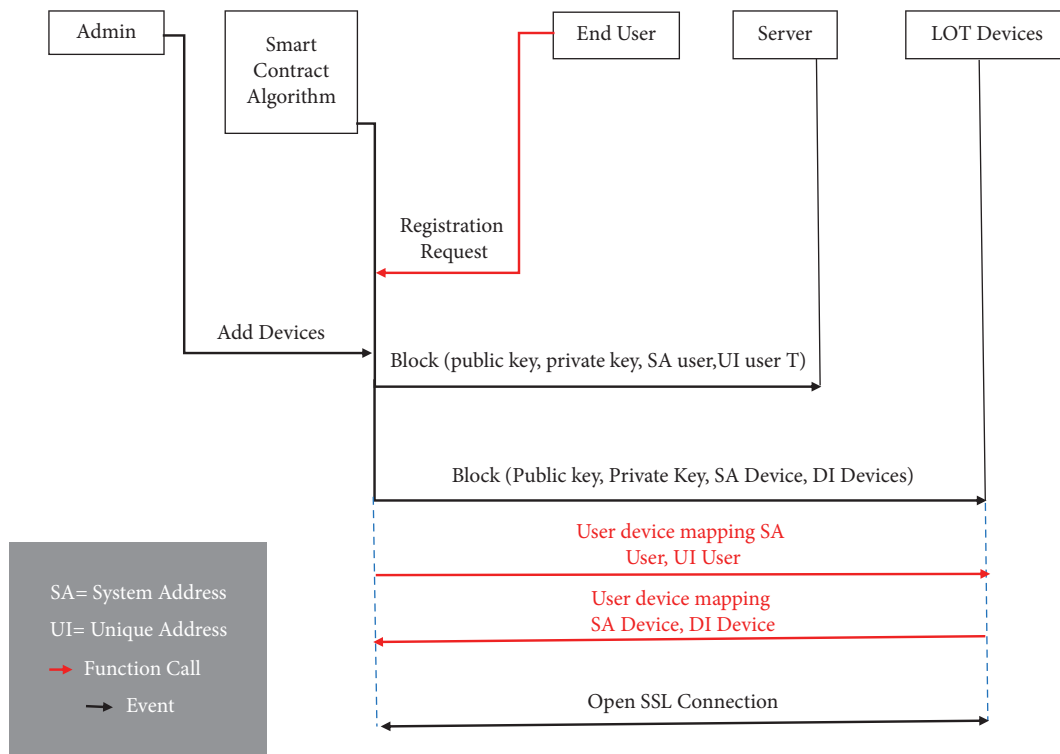 Admin
Smart
Contract
Algorithm
End User
Server
LOT Devices
Registration
Request
Add Devices
Block (public key, private key, SA user,UI user T)
Block (Public key, Private Key, SA Device, DI Devices)
User device mapping SA
User, UI User
User device mapping
SA Device, DI Device
Open SSL Connection
SA= System Address
UI= Unique Address
Function Call
Event